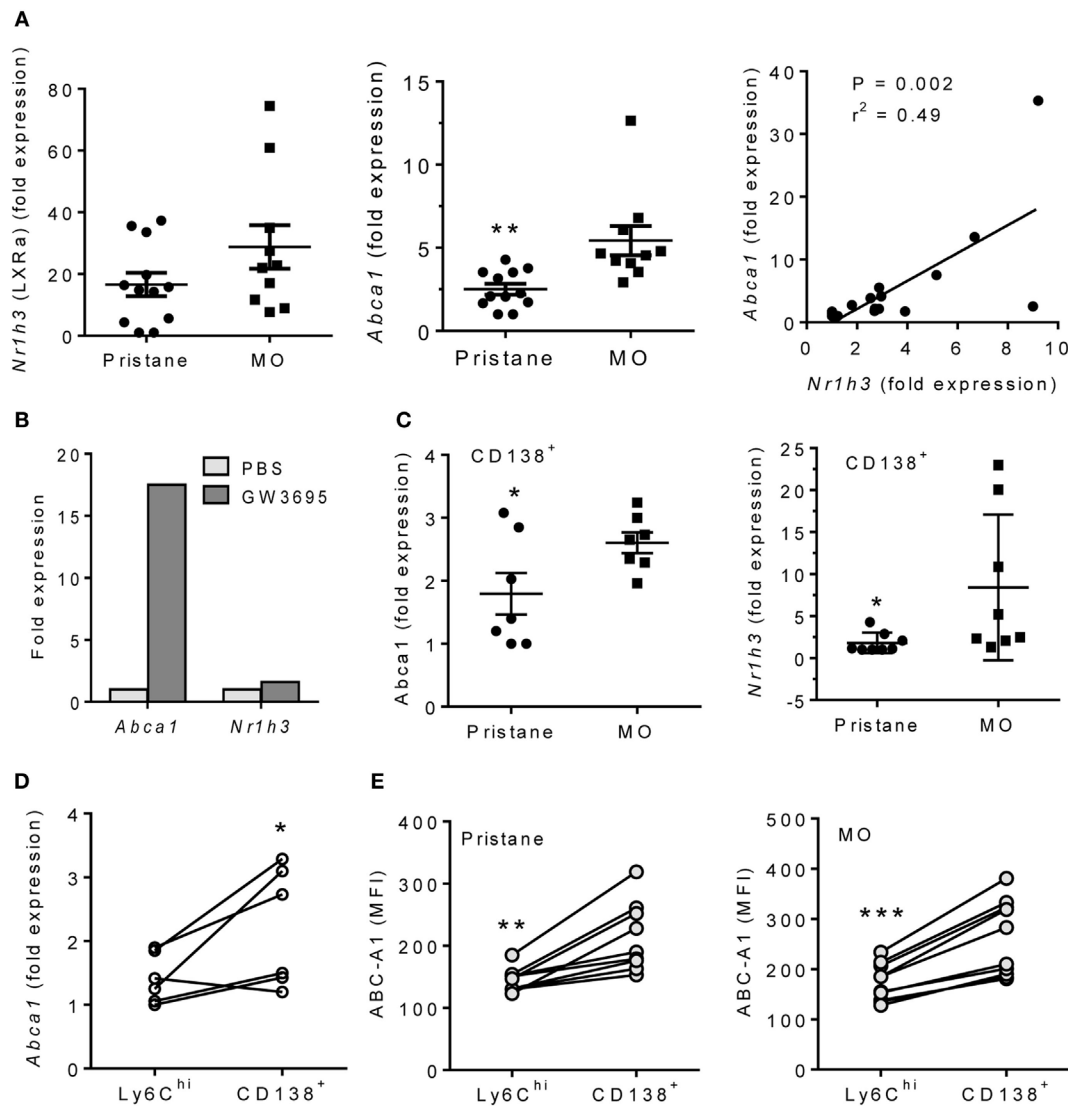 A
Nr1h3 (LXRa) (fold expression)
80
60
40
20
0
Pristane
MO
Abca1 (fold expression)
15
10
5
0
**
Pristane
MO
Abca1 (fold expression)
40
30
20
10
0
P = 0.002
r² = 0.49
0
2
4
6
8
10
Nr1h3 (fold expression)
B
Fold expression
20
15
10
5
0
PBS
GW3695
Abca1
Nr1h3
C
Abca1 (fold expression)
4
3
2
1
0
CD138⁺
*
Pristane
MO
Nr1h3 (fold expression)
25
20
15
10
5
0
-5
CD138⁺
*
Pristane
MO
D
Abca1 (fold expression)
4
3
2
1
0
*
Ly6Cʰⁱ
CD138⁺
E
ABC-A1 (MFI)
400
300
200
100
0
Pristane
**
Ly6Cʰⁱ
CD138⁺
ABC-A1 (MFI)
500
400
300
200
100
0
MO
***
Ly6Cʰⁱ
CD138⁺